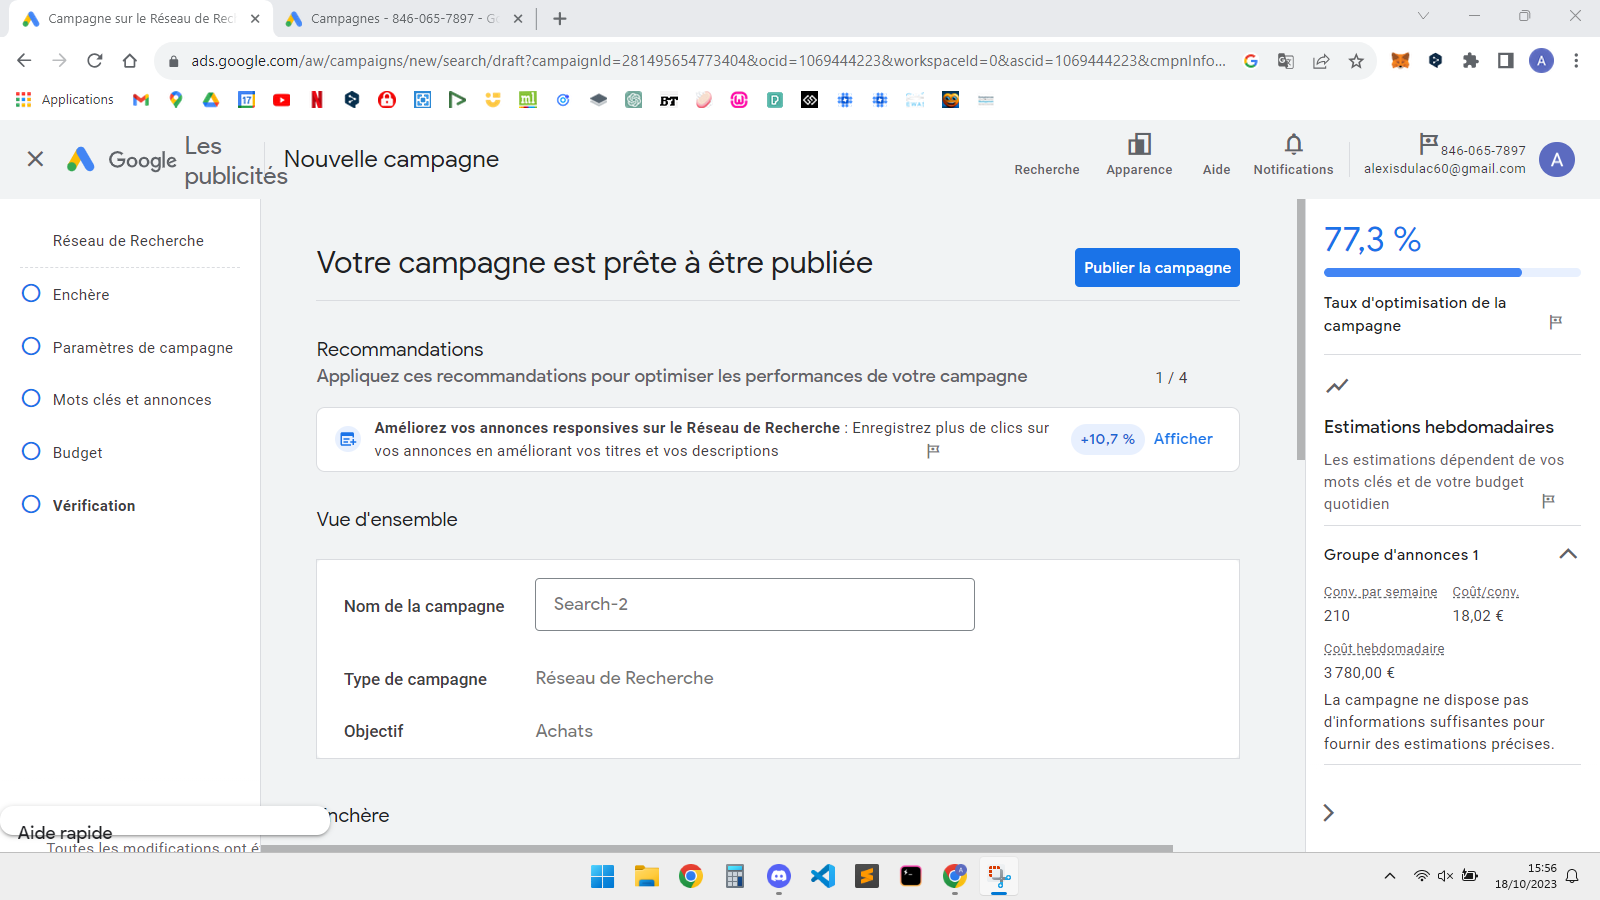 Campagne sur le Réseau de Rec
Campagnes - 846-065-7897 - Go
ads.google.com/aw/campaigns/new/search/draft?campaignId=281495654773404&ocid=1069444223&workspaceId=0&ascid=1069444223&cmpnInfo...
A
Applications
17
N
ml
BT
D
Google
Les
publicités
Nouvelle campagne
Recherche
Apparence
Aide
Notifications
846-065-7897
alexisdulac60@gmail.com
A
Réseau de Recherche
Enchère
Paramètres de campagne
Mots clés et annonces
Budget
Vérification
Aide rapide
Toutes les modifications ont é
Votre campagne est prête à être publiée
Publier la campagne
Recommandations
Appliquez ces recommandations pour optimiser les performances de votre campagne
1 / 4
Améliorez vos annonces responsives sur le Réseau de Recherche : Enregistrez plus de clics sur
vos annonces en améliorant vos titres et vos descriptions
+10,7 %
Afficher
Vue d'ensemble
Nom de la campagne
Search-2
Type de campagne
Réseau de Recherche
Objectif
Achats
nchère
77,3 %
Taux d'optimisation de la
campagne
Estimations hebdomadaires
Les estimations dépendent de vos
mots clés et de votre budget
quotidien
Groupe d'annonces 1
Conv. par semaine
Coût/conv.
210
18,02 €
Coût hebdomadaire
3 780,00 €
La campagne ne dispose pas
d'informations suffisantes pour
fournir des estimations précises.
15:56
18/10/2023